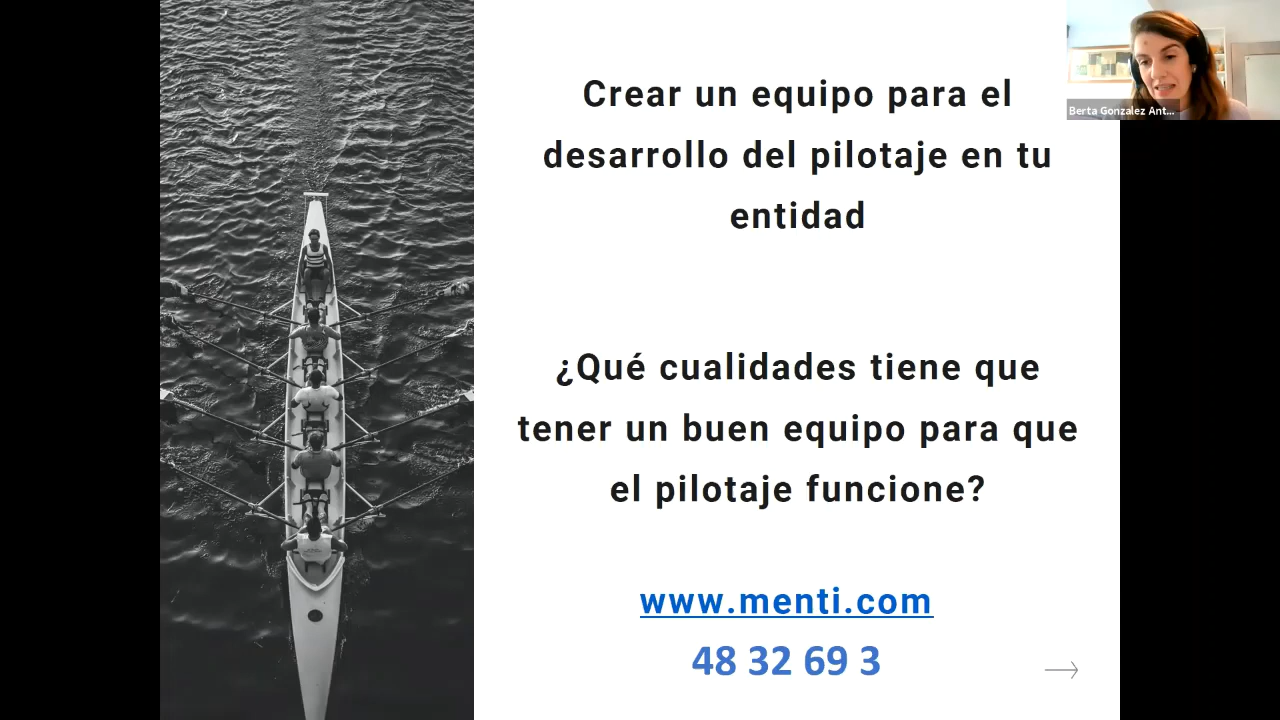 Crear un equipo para el
desarrollo del pilotaje en tu
entidad
¿Qué cualidades tiene que
tener un buen equipo para que
el pilotaje funcione?
www.menti.com
48 32 69 3
Berta Gonzalez Ant...